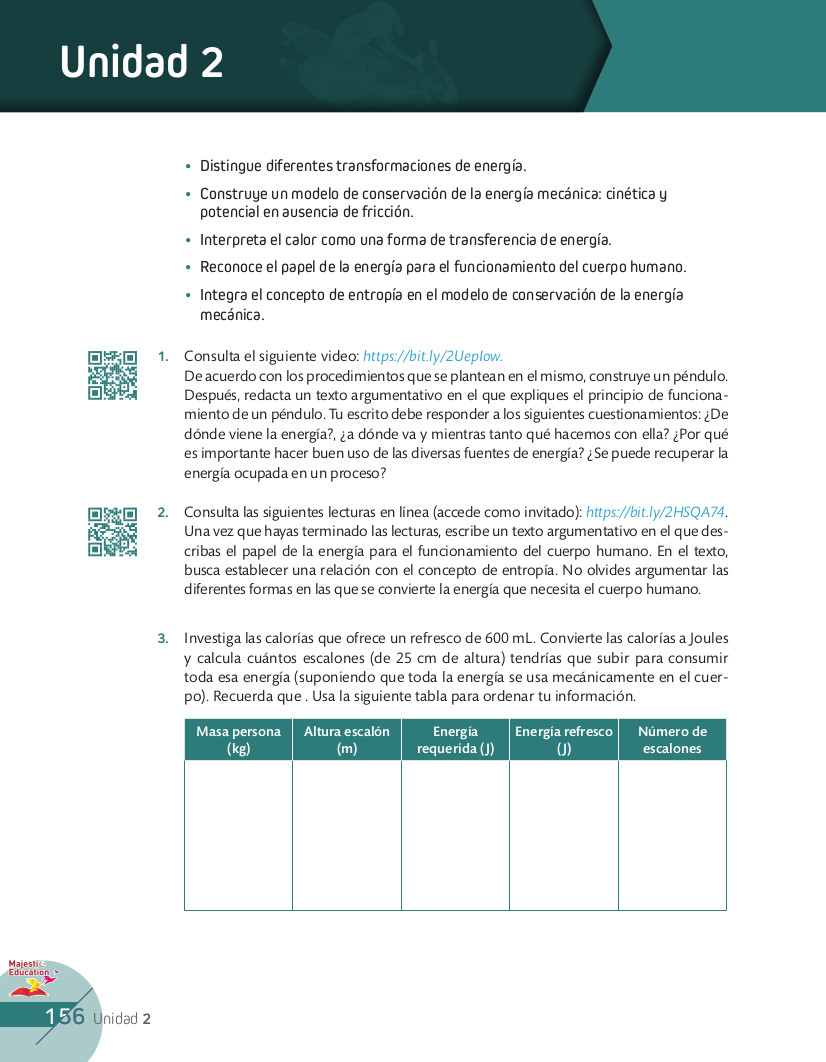 Unidad 2
• Distingue diferentes transformaciones de energía.
• Construye un modelo de conservación de la energía mecánica: cinética y
potencial en ausencia de fricción.
• Interpreta el calor como una forma de transferencia de energía.
• Reconoce el papel de la energía para el funcionamiento del cuerpo humano.
• Integra el concepto de entropía en el modelo de conservación de la energía
mecánica.
1. Consulta el siguiente video: https://bit.ly/2UepIow.
De acuerdo con los procedimientos que se plantean en el mismo, construye un péndulo.
Después, redacta un texto argumentativo en el que expliques el principio de funciona-
miento de un péndulo. Tu escrito debe responder a los siguientes cuestionamientos: ¿De
dónde viene la energía?, ¿a dónde va y mientras tanto qué hacemos con ella? ¿Por qué
es importante hacer buen uso de las diversas fuentes de energía? ¿Se puede recuperar la
energía ocupada en un proceso?
2. Consulta las siguientes lecturas en línea (accede como invitado): https://bit.ly/2HSQA74.
Una vez que hayas terminado las lecturas, escribe un texto argumentativo en el que des-
cribas el papel de la energía para el funcionamiento del cuerpo humano. En el texto,
busca establecer una relación con el concepto de entropía. No olvides argumentar las
diferentes formas en las que se convierte la energía que necesita el cuerpo humano.
3. Investiga las calorías que ofrece un refresco de 600 mL. Convierte las calorías a Joules
y calcula cuántos escalones (de 25 cm de altura) tendrías que subir para consumir
toda esa energía (suponiendo que toda la energía se usa mecánicamente en el cuer-
po). Recuerda que . Usa la siguiente tabla para ordenar tu información.
Masa persona (kg) Altura escalón (m) Energía requerida (J) Energía refresco (J) Número de escalones
Majestic Education
156 Unidad 2